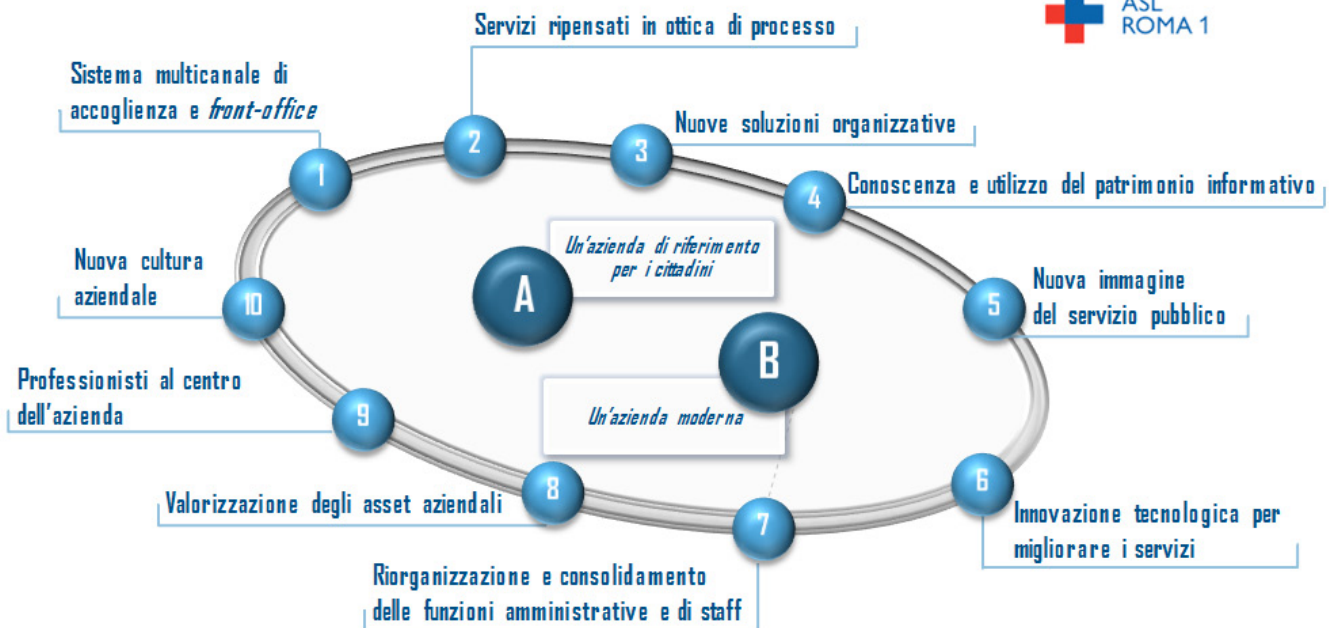 ASL
ROMA 1
Servizi ripensati in ottica di processo
Sistema multicanale di
accoglienza e front-office
2
Nuove soluzioni organizzative
3
1
4
Conoscenza e utilizzo del patrimonio informativo
Un'azienda di riferimento
per i cittadini
A
Nuova cultura
aziendale
10
Nuova immagine
del servizio pubblico
5
B
Professionisti al centro
dell'azienda
9
Un'azienda moderna
8
Valorizzazione degli asset aziendali
6
Innovazione tecnologica per
migliorare i servizi
7
Riorganizzazione e consolidamento
delle funzioni amministrative e di staff